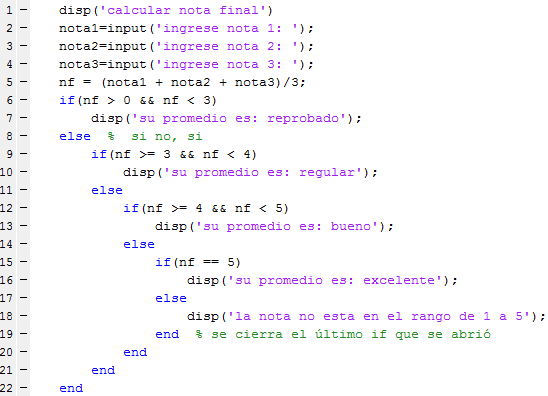 1 - disp('calcular nota final')
2 - nota1=input('ingrese nota 1: ');
3 - nota2=input('ingrese nota 2: ');
4 - nota3=input('ingrese nota 3: ');
5 - nf = (nota1 + nota2 + nota3)/3;
6 - if(nf > 0 && nf < 3)
7 - disp('su promedio es: reprobado');
8 - else % si no, si
9 - if(nf >= 3 && nf < 4)
10 - disp('su promedio es: regular');
11 - else
12 - if(nf >= 4 && nf < 5)
13 - disp('su promedio es: bueno');
14 - else
15 - if(nf == 5)
16 - disp('su promedio es: excelente');
17 - else
18 - disp('la nota no esta en el rango de 1 a 5');
19 - end % se cierra el último if que se abrió
20 - end
21 - end
22 - end